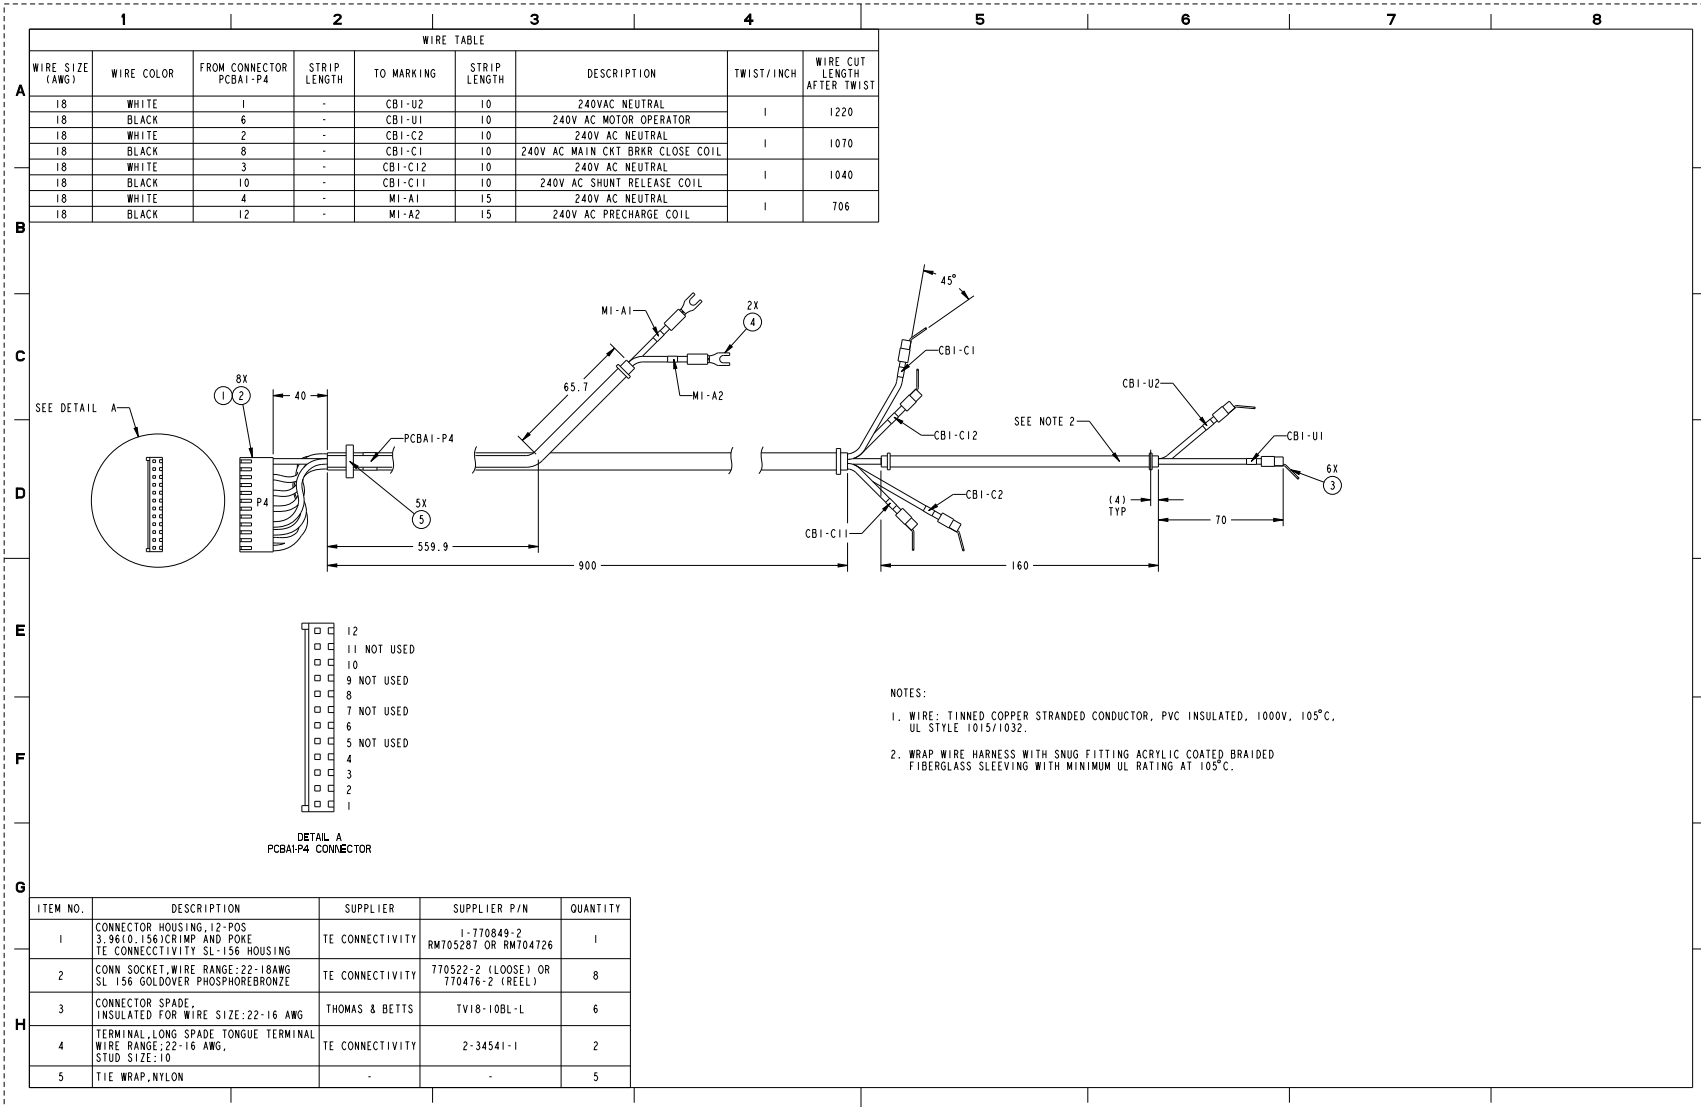 1 2 3 4 5 6 7 8
A
B
C
D
E
F
G
H
WIRE TABLE
WIRE SIZE (AWG) WIRE COLOR FROM CONNECTOR PCBA1-P4 STRIP LENGTH TO MARKING STRIP LENGTH DESCRIPTION TWIST/INCH WIRE CUT LENGTH AFTER TWIST
18 WHITE 1 - CB1-U2 10 240VAC NEUTRAL 1 1220
18 BLACK 6 - CB1-U1 10 240V AC MOTOR OPERATOR
18 WHITE 2 - CB1-C2 10 240V AC NEUTRAL 1 1070
18 BLACK 8 - CB1-C1 10 240V AC MAIN CKT BRKR CLOSE COIL
18 WHITE 3 - CB1-C12 10 240V AC NEUTRAL 1 1040
18 BLACK 10 - CB1-C11 10 240V AC SHUNT RELEASE COIL
18 WHITE 4 - M1-A1 15 240V AC NEUTRAL 1 706
18 BLACK 12 - M1-A2 15 240V AC PRECHARGE COIL
45°
M1-A1
2X
4
CB1-C1
65.7
8X
1 2
40
M1-A2
CB1-U2
SEE DETAIL A
SEE NOTE 2
PCBA1-P4
CB1-C12
CB1-U1
6X
3
P4
5X
5
CB1-C2
(4)
TYP
70
CB1-C11
559.9
900
160
12
11 NOT USED
10
9 NOT USED
8
7 NOT USED
6
5 NOT USED
4
3
2
1
DETAIL A
PCBA1-P4 CONNECTOR
NOTES:
1. WIRE: TINNED COPPER STRANDED CONDUCTOR, PVC INSULATED, 1000V, 105°C,
UL STYLE 1015/1032.
2. WRAP WIRE HARNESS WITH SNUG FITTING ACRYLIC COATED BRAIDED
FIBERGLASS SLEEVING WITH MINIMUM UL RATING AT 105°C.
ITEM NO. DESCRIPTION SUPPLIER SUPPLIER P/N QUANTITY
1 CONNECTOR HOUSING,12-POS 3.96(0.156)CRIMP AND POKE TE CONNECCTIVITY SL-156 HOUSING TE CONNECTIVITY 1-770849-2 RM705287 OR RM704726 1
2 CONN SOCKET,WIRE RANGE:22-18AWG SL 156 GOLDOVER PHOSPHOREBRONZE TE CONNECTIVITY 770522-2 (LOOSE) OR 770476-2 (REEL) 8
3 CONNECTOR SPADE, INSULATED FOR WIRE SIZE:22-16 AWG THOMAS & BETTS TV18-10BL-L 6
4 TERMINAL,LONG SPADE TONGUE TERMINAL WIRE RANGE:22-16 AWG, STUD SIZE:10 TE CONNECTIVITY 2-34541-1 2
5 TIE WRAP,NYLON - - 5